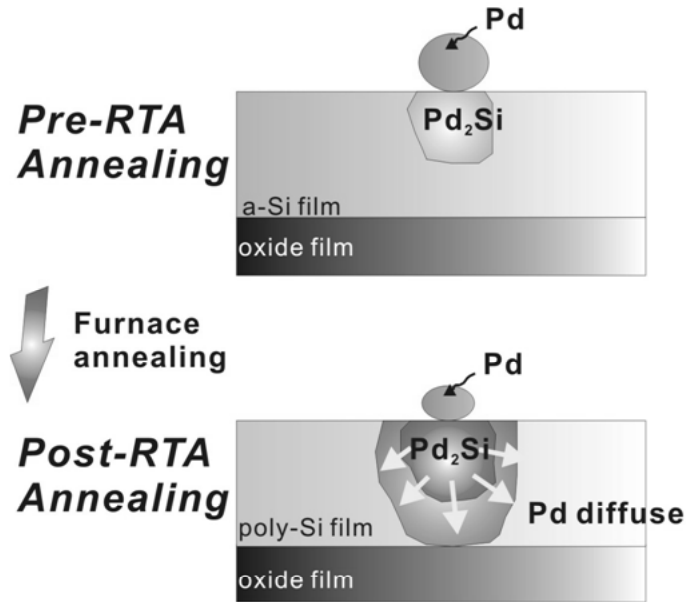 Pd
Pre-RTA
Annealing
Pd₂Si
a-Si film
oxide film
Furnace
annealing
Pd
Post-RTA
Annealing
Pd₂Si
Pd diffuse
poly-Si film
oxide film